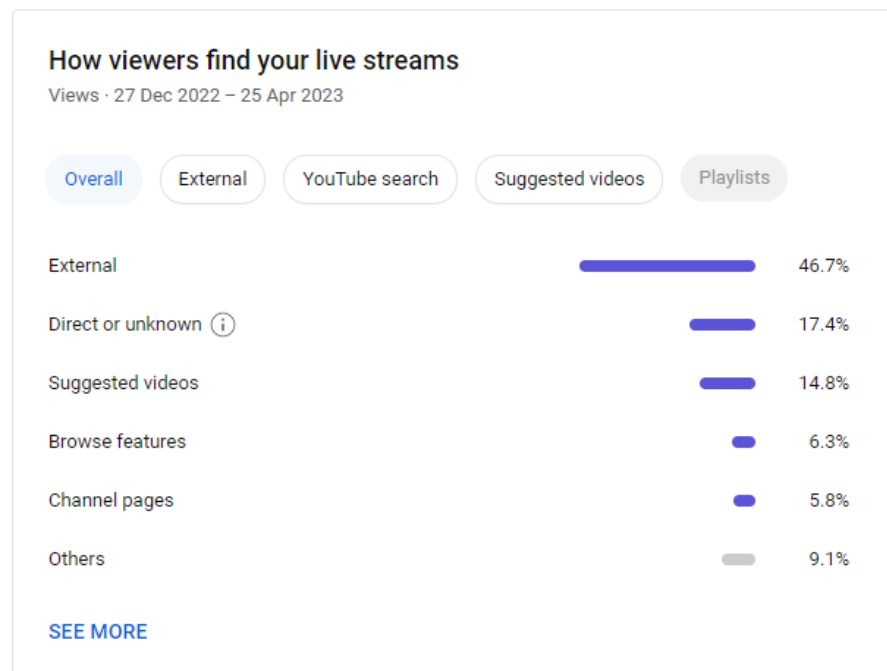 How viewers find your live streams
Views · 27 Dec 2022 – 25 Apr 2023
Overall External YouTube search Suggested videos Playlists
External 46.7%
Direct or unknown 17.4%
Suggested videos 14.8%
Browse features 6.3%
Channel pages 5.8%
Others 9.1%
SEE MORE